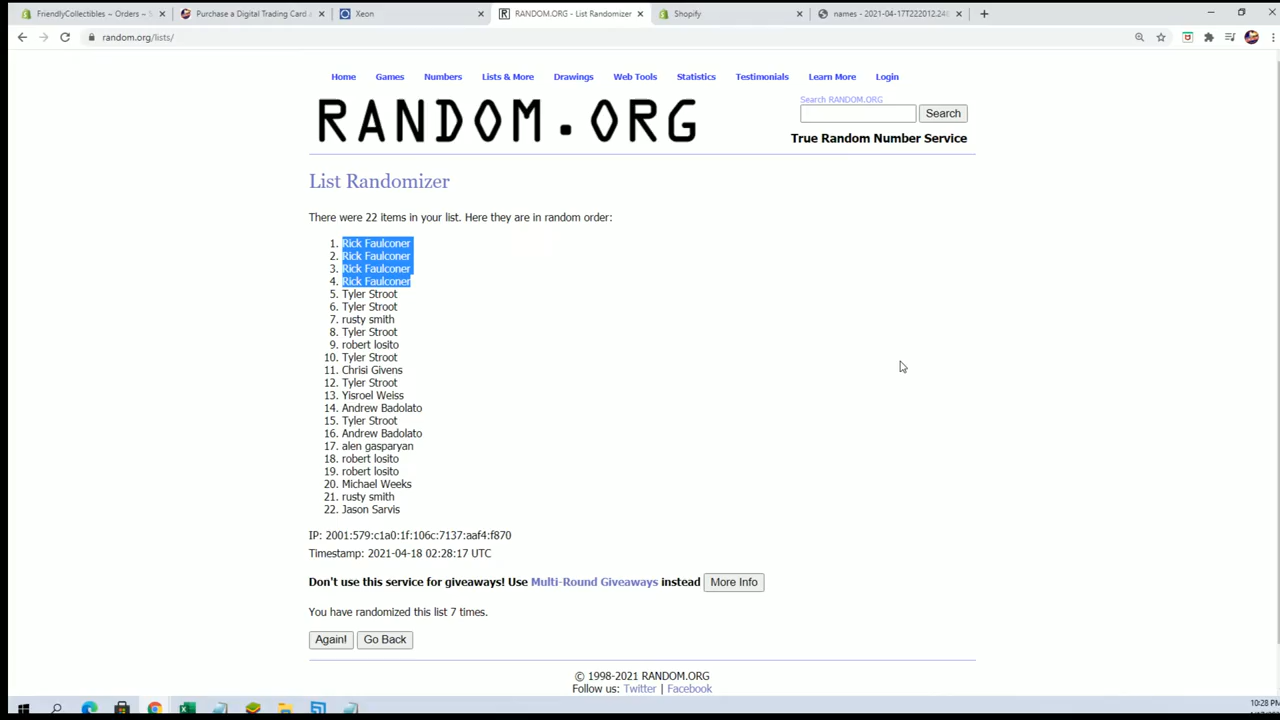 FriendlyCollectibles ~ Orders ~ S
Purchase a Digital Trading Card a
Xeon
RANDOM.ORG - List Randomizer
Shopify
names - 2021-04-17T222012.24
random.org/lists/
Home Games Numbers Lists & More Drawings Web Tools Statistics Testimonials Learn More Login
RANDOM.ORG
Search RANDOM.ORG
Search
True Random Number Service
List Randomizer
There were 22 items in your list. Here they are in random order:
1. Rick Faulconer
2. Rick Faulconer
3. Rick Faulconer
4. Rick Faulconer
5. Tyler Stroot
6. Tyler Stroot
7. rusty smith
8. Tyler Stroot
9. robert losito
10. Tyler Stroot
11. Chrisi Givens
12. Tyler Stroot
13. Yisroel Weiss
14. Andrew Badolato
15. Tyler Stroot
16. Andrew Badolato
17. alen gasparyan
18. robert losito
19. robert losito
20. Michael Weeks
21. rusty smith
22. Jason Sarvis
IP: 2001:579:c1a0:1f:106c:7137:aaf4:f870
Timestamp: 2021-04-18 02:28:17 UTC
Don't use this service for giveaways! Use Multi-Round Giveaways instead More Info
You have randomized this list 7 times.
Again! Go Back
© 1998-2021 RANDOM.ORG
Follow us: Twitter | Facebook
10:28 PM